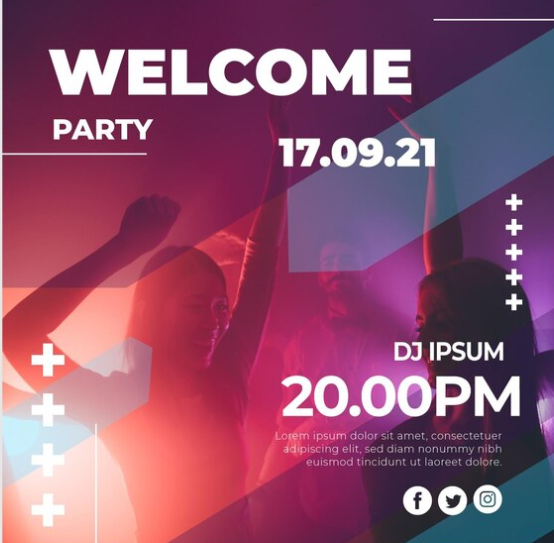 WELCOME
PARTY
17.09.21
DJ IPSUM
20.00PM
Lorem ipsum dolor sit amet, consectetuer
adipiscing elit, sed diam nonummy nibh
euismod tincidunt ut laoreet dolore.